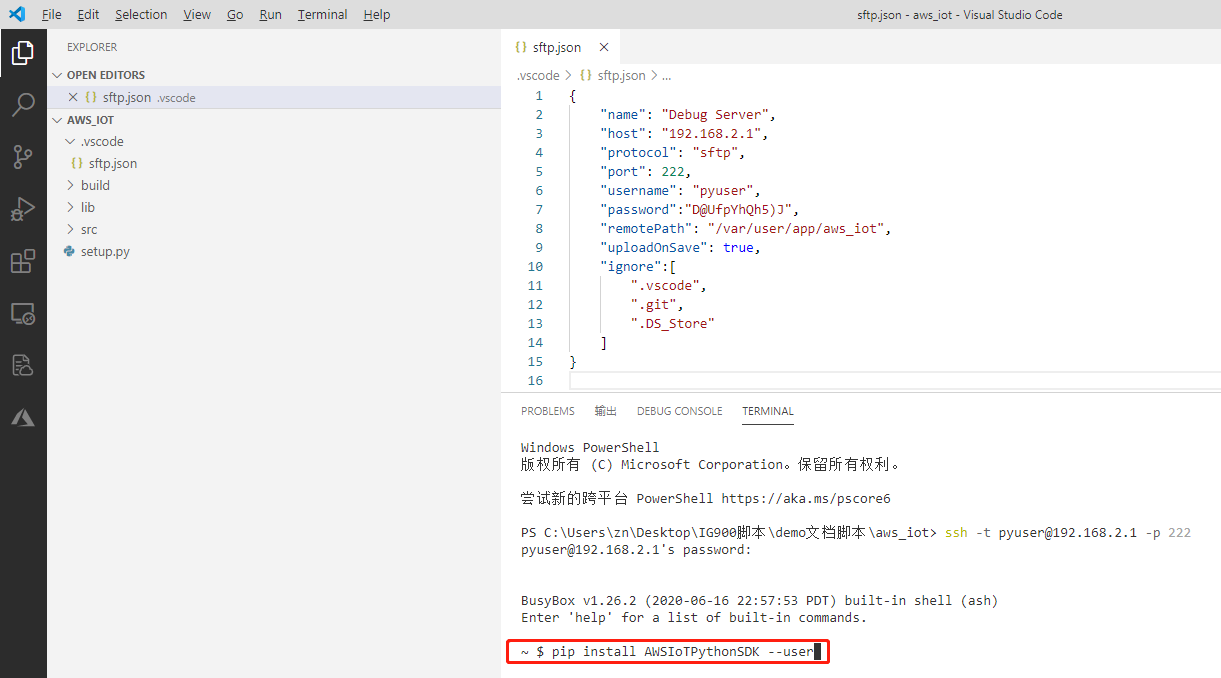 File Edit Selection View Go Run Terminal Help
sftp.json - aws_iot - Visual Studio Code
EXPLORER
OPEN EDITORS
sftp.json .vscode
AWS_IOT
.vscode
{} sftp.json
build
lib
src
setup.py
{} sftp.json
.vscode > {} sftp.json > ...
1 {
2 "name": "Debug Server",
3 "host": "192.168.2.1",
4 "protocol": "sftp",
5 "port": 222,
6 "username": "pyuser",
7 "password":"D@UfpYhQh5)J",
8 "remotePath": "/var/user/app/aws_iot",
9 "uploadOnSave": true,
10 "ignore":[
11 ".vscode",
12 ".git",
13 ".DS_Store"
14 ]
15 }
16
PROBLEMS 输出 DEBUG CONSOLE TERMINAL
Windows PowerShell
版权所有 (C) Microsoft Corporation。保留所有权利。
尝试新的跨平台 PowerShell https://aka.ms/pscore6
PS C:\Users\zn\Desktop\IG900脚本\demo文档脚本\aws_iot> ssh -t pyuser@192.168.2.1 -p 222
pyuser@192.168.2.1's password:
BusyBox v1.26.2 (2020-06-16 22:57:53 PDT) built-in shell (ash)
Enter 'help' for a list of built-in commands.
~ $ pip install AWSIoTPythonSDK --user